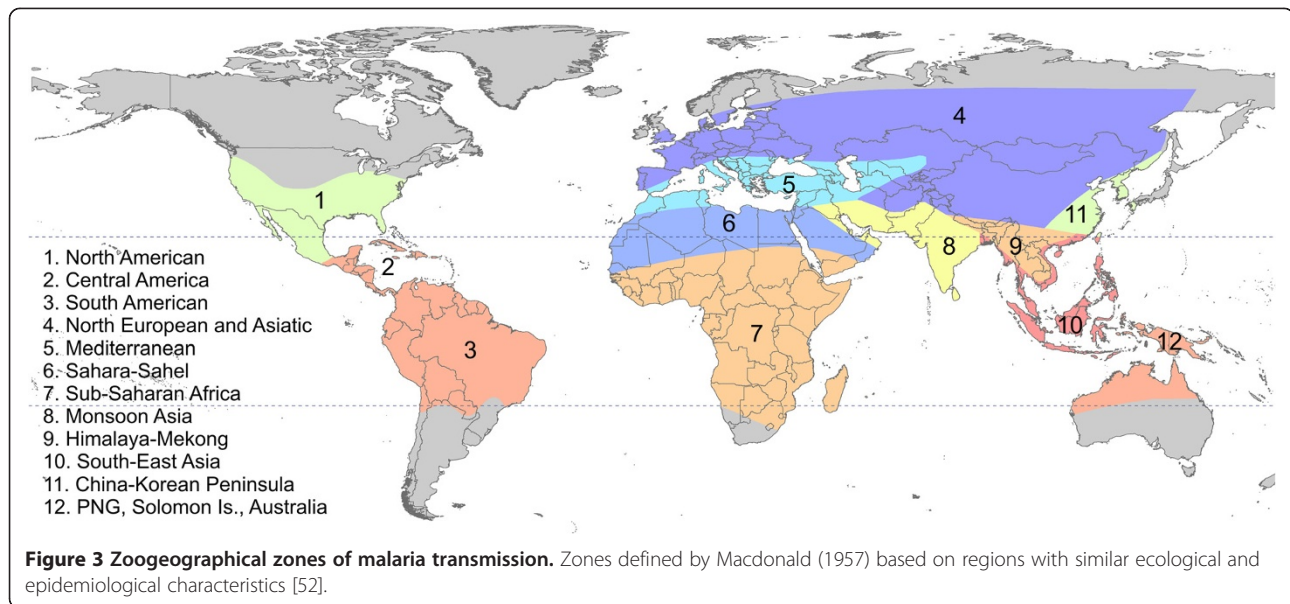 4
1
5
11
6
8
9
2
10
7
3
12
1. North American
2. Central America
3. South American
4. North European and Asiatic
5. Mediterranean
6. Sahara-Sahel
7. Sub-Saharan Africa
8. Monsoon Asia
9. Himalaya-Mekong
10. South-East Asia
11. China-Korean Peninsula
12. PNG, Solomon Is., Australia
Figure 3 Zoogeographical zones of malaria transmission. Zones defined by Macdonald (1957) based on regions with similar ecological and
epidemiological characteristics [52].